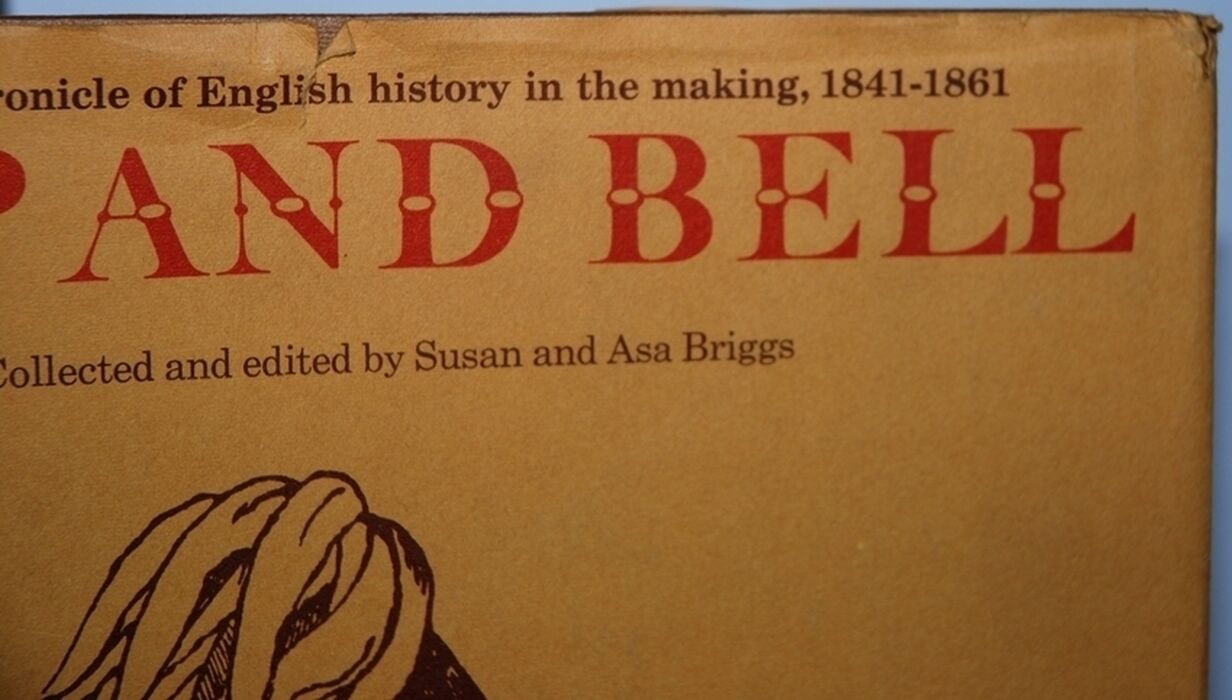 ronicle of English history in the making, 1841-1861
P AND BELL
Collected and edited by Susan and Asa Briggs